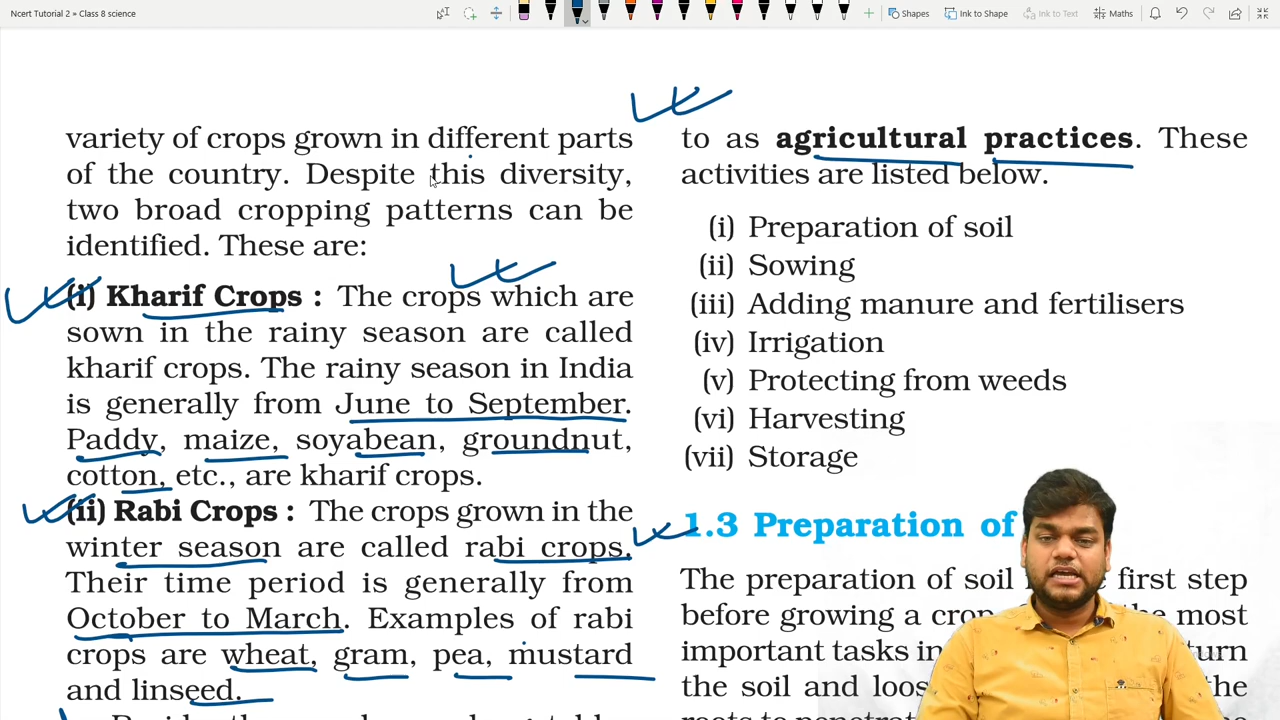 Ncert Tutorial 2 » Class 8 science
Shapes
Ink to Shape
Ink to Text
Maths
variety of crops grown in different parts
of the country. Despite this diversity,
two broad cropping patterns can be
identified. These are:
(i) Kharif Crops : The crops which are
sown in the rainy season are called
kharif crops. The rainy season in India
is generally from June to September.
Paddy, maize, soyabean, groundnut,
cotton, etc., are kharif crops.
(ii) Rabi Crops : The crops grown in the
winter season are called rabi crops.
Their time period is generally from
October to March. Examples of rabi
crops are wheat, gram, pea, mustard
and linseed.
to as agricultural practices. These
activities are listed below.
(i) Preparation of soil
(ii) Sowing
(iii) Adding manure and fertilisers
(iv) Irrigation
(v) Protecting from weeds
(vi) Harvesting
(vii) Storage
1.3 Preparation of
The preparation of soil first step
before growing a crop most
important tasks in turn
the soil and the
roots to